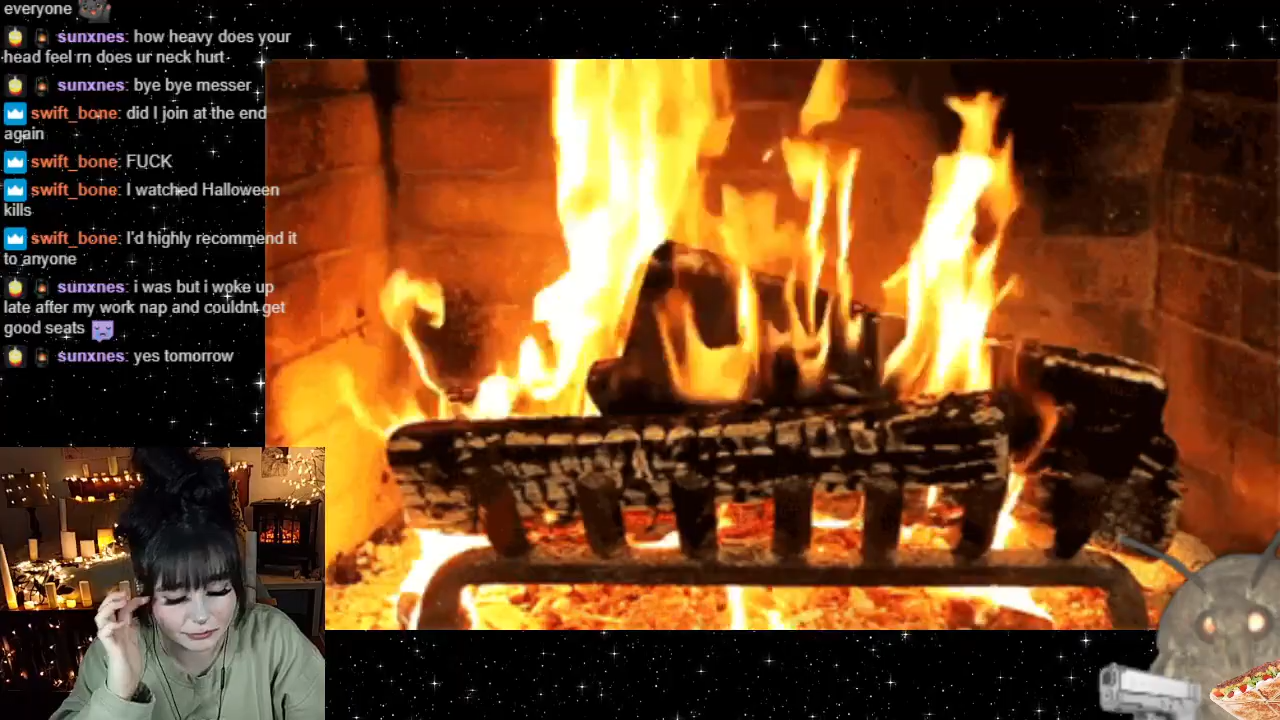 everyone
sunxnes: how heavy does your
head feel rn does ur neck hurt
sunxnes: bye bye messer
swift_bone: did I join at the end
again
swift_bone: FUCK
swift_bone: I watched Halloween
kills
swift_bone: I'd highly recommend it
to anyone
sunxnes: i was but i woke up
late after my work nap and couldnt get
good seats
sunxnes: yes tomorrow